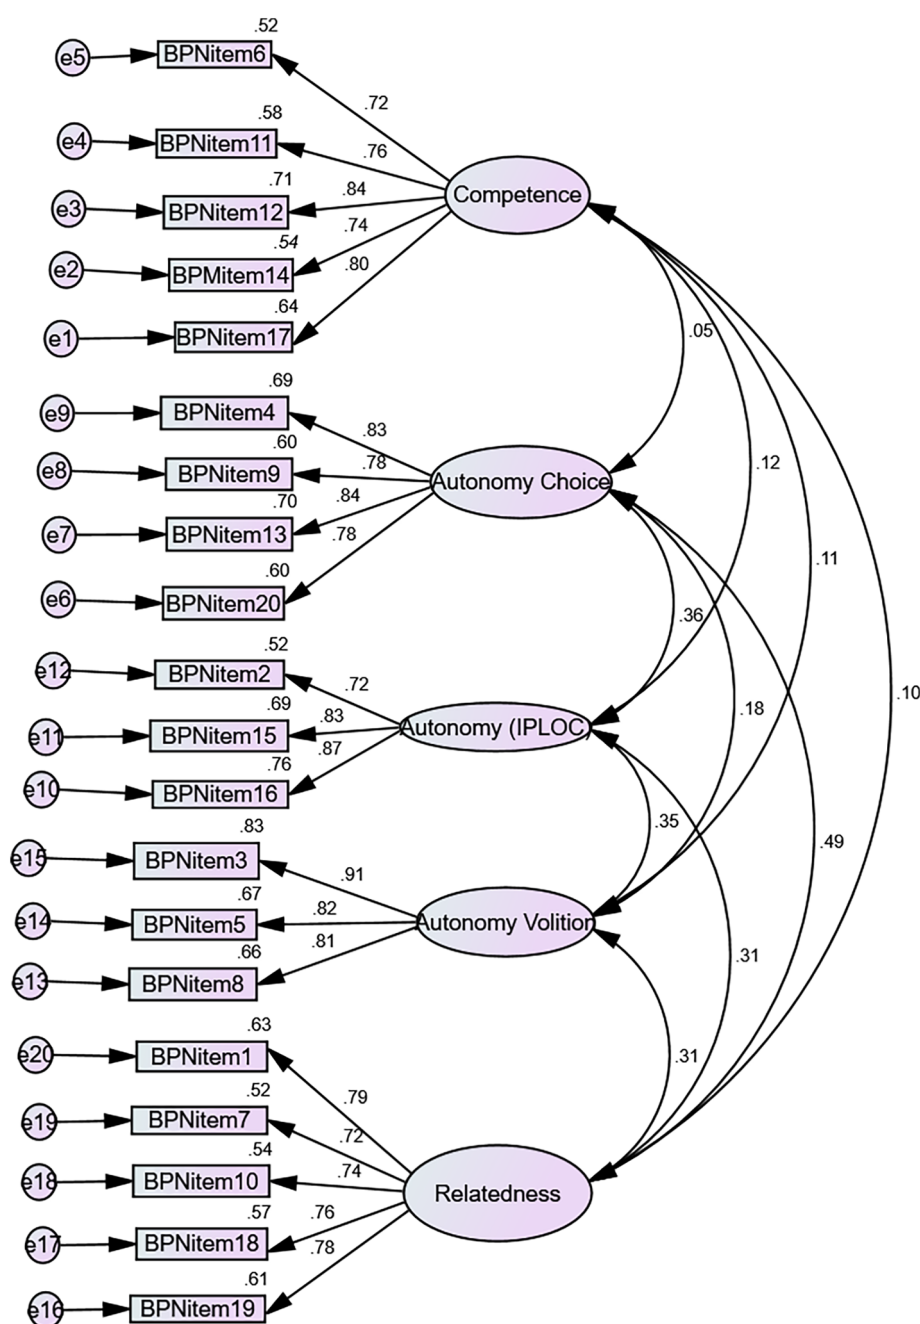 .52
e5 BPNitem6
.72
.58
e4 BPNitem11
.76
.71
e3 BPNitem12
.84
Competence
.54
e2 BPMitem14
.74
.80
.64
e1 BPNitem17
.05
.69
e9 BPNitem4
.83
.60
e8 BPNitem9
.78
Autonomy Choice
.12
.70
e7 BPNitem13
.84
.78
.11
.60
e6 BPNitem20
.36
.52
e12 BPNitem2
.72
.10
.69
e11 BPNitem15
.83
Autonomy (IPLOC)
.18
.87
.76
e10 BPNitem16
.35
.83
e15 BPNitem3
.91
.49
.67
e14 BPNitem5
.82
Autonomy Volition
.81
.66
e13 BPNitem8
.31
.63
e20 BPNitem1
.31
.79
.52
e19 BPNitem7
.72
.54
e18 BPNitem10
.74
Relatedness
.57
e17 BPNitem18
.76
.78
.61
e16 BPNitem19